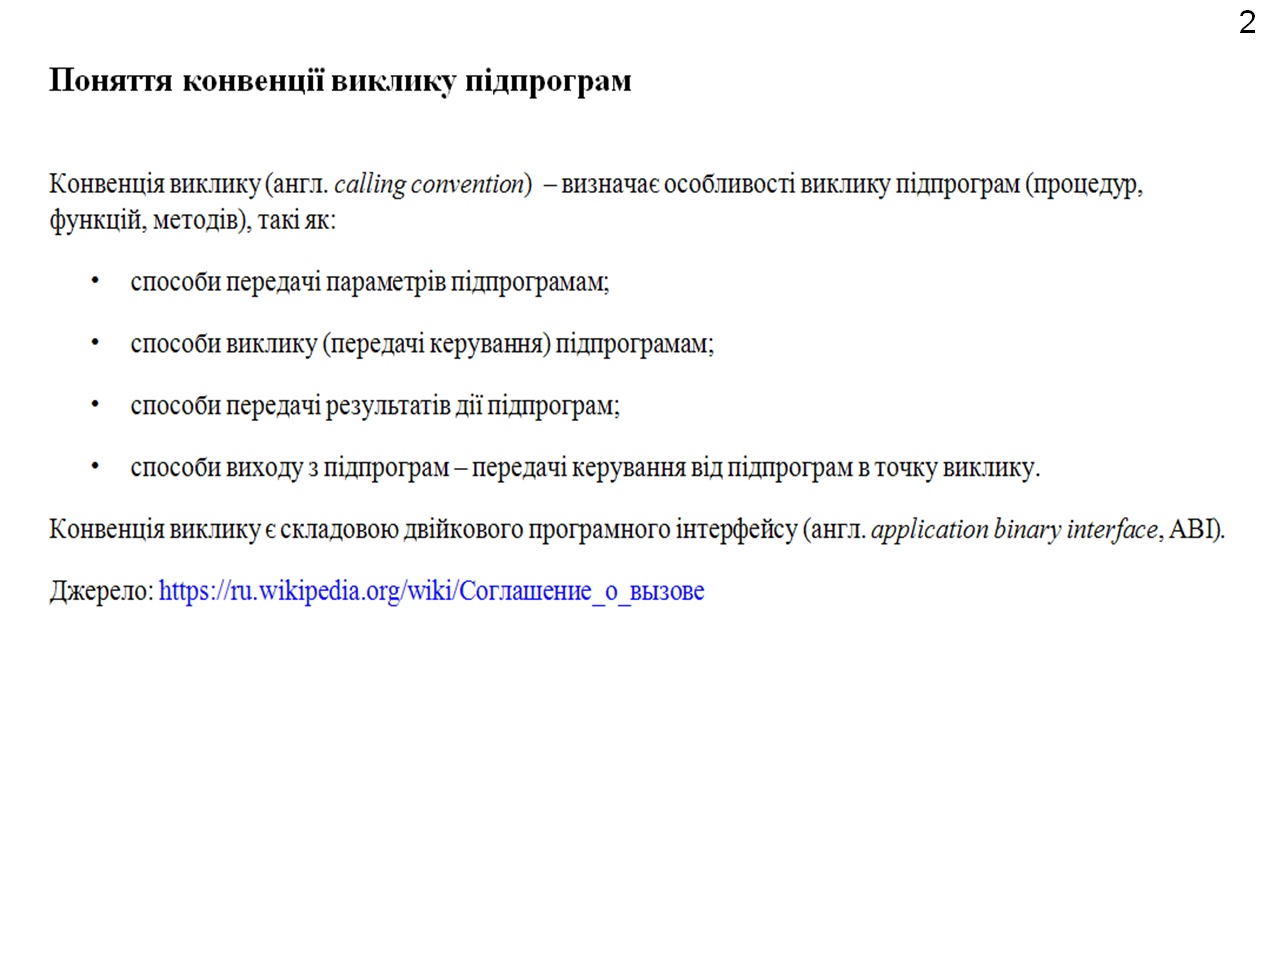 2
Поняття конвенції виклику підпрограм
Конвенція виклику (англ. calling convention) – визначає особливості виклику підпрограм (процедур,
функцій, методів), такі як:
• способи передачі параметрів підпрограмам;
• способи виклику (передачі керування) підпрограмам;
• способи передачі результатів дії підпрограм;
• способи виходу з підпрограм – передачі керування від підпрограм в точку виклику.
Конвенція виклику є складовою двійкового програмного інтерфейсу (англ. application binary interface, ABI).
Джерело: https://ru.wikipedia.org/wiki/Соглашение_о_вызове